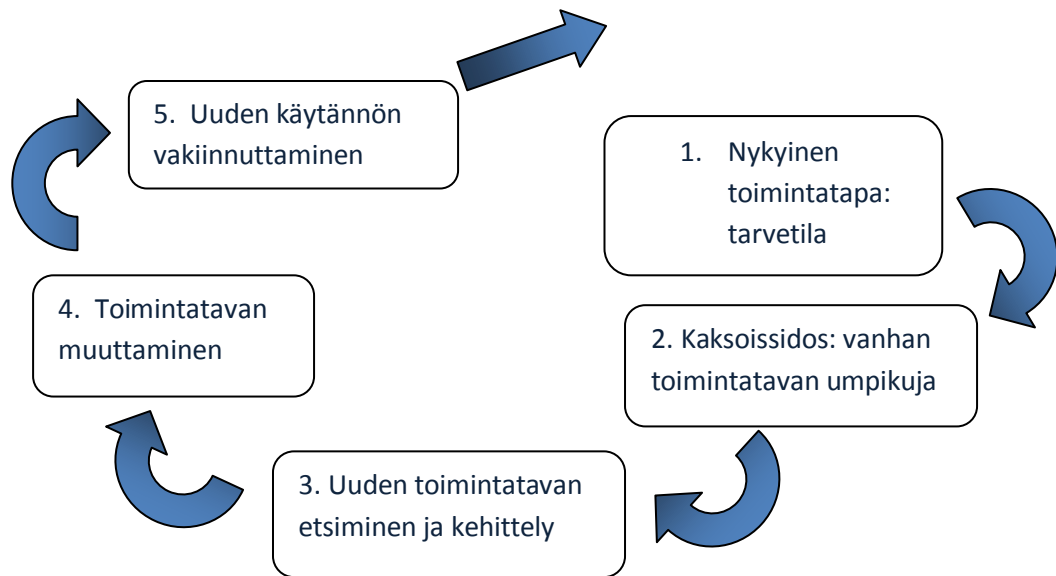 1. Nykyinen
toimintatapa:
tarvetila
2. Kaksoissidos: vanhan
toimintatavan umpikuja
3. Uuden toimintatavan
etsiminen ja kehittely
4. Toimintatavan
muuttaminen
5. Uuden käytännön
vakiinnuttaminen